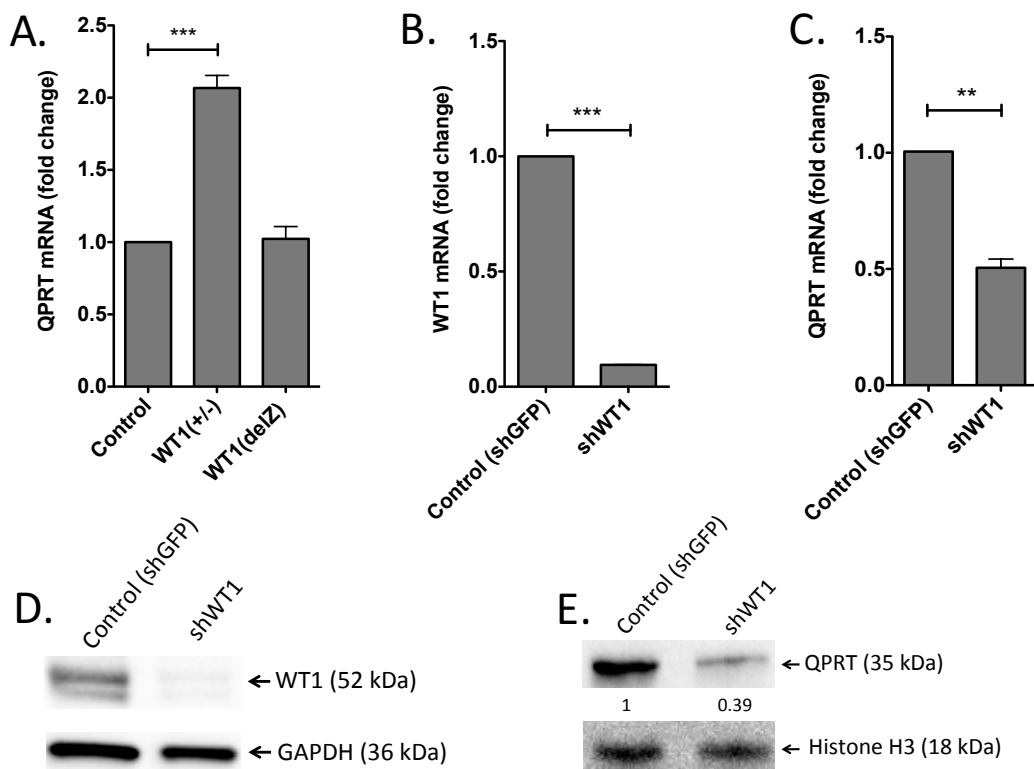 A.
QPRT mRNA (fold change)
2.5
2.0
1.5
1.0
0.5
0.0
***
Control
WT1(+/-)
WT1(delZ)
B.
WT1 mRNA (fold change)
1.5
1.0
0.5
0.0
***
Control (shGFP)
shWT1
C.
QPRT mRNA (fold change)
1.5
1.0
0.5
0.0
**
Control (shGFP)
shWT1
D.
Control (shGFP)
shWT1
WT1 (52 kDa)
GAPDH (36 kDa)
E.
Control (shGFP)
shWT1
QPRT (35 kDa)
1 0.39
Histone H3 (18 kDa)